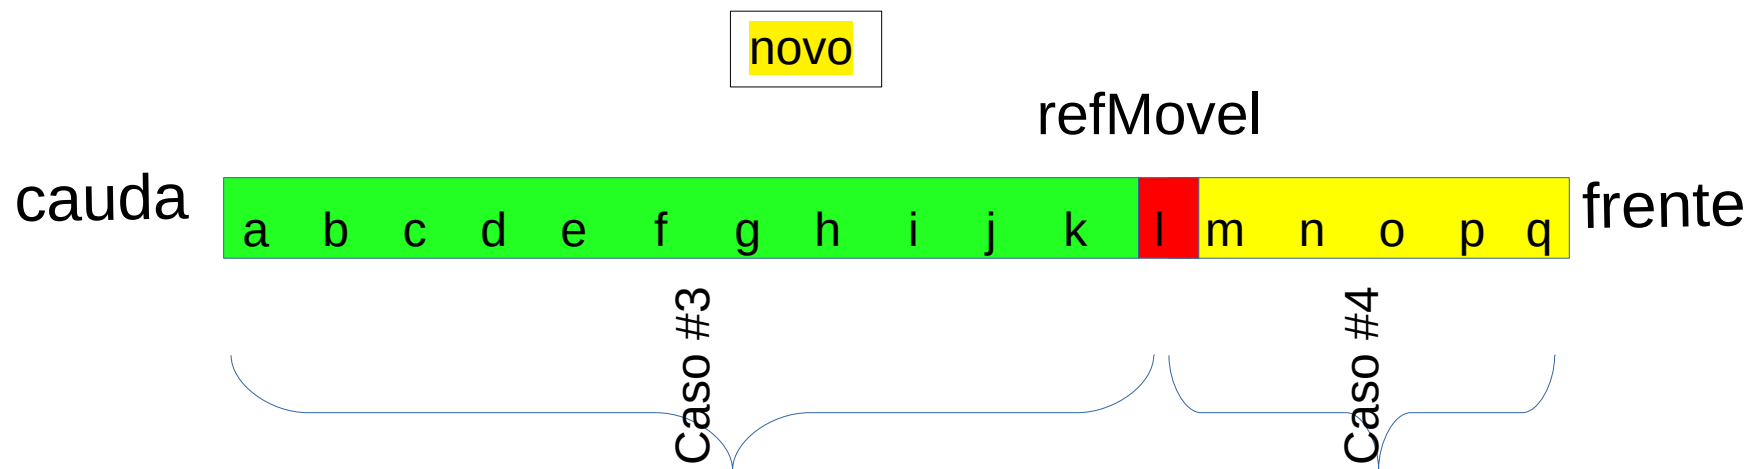 novo
refMovel
cauda
a b c d e f g h i j k l m n o p q
frente
Caso #3
Caso #4